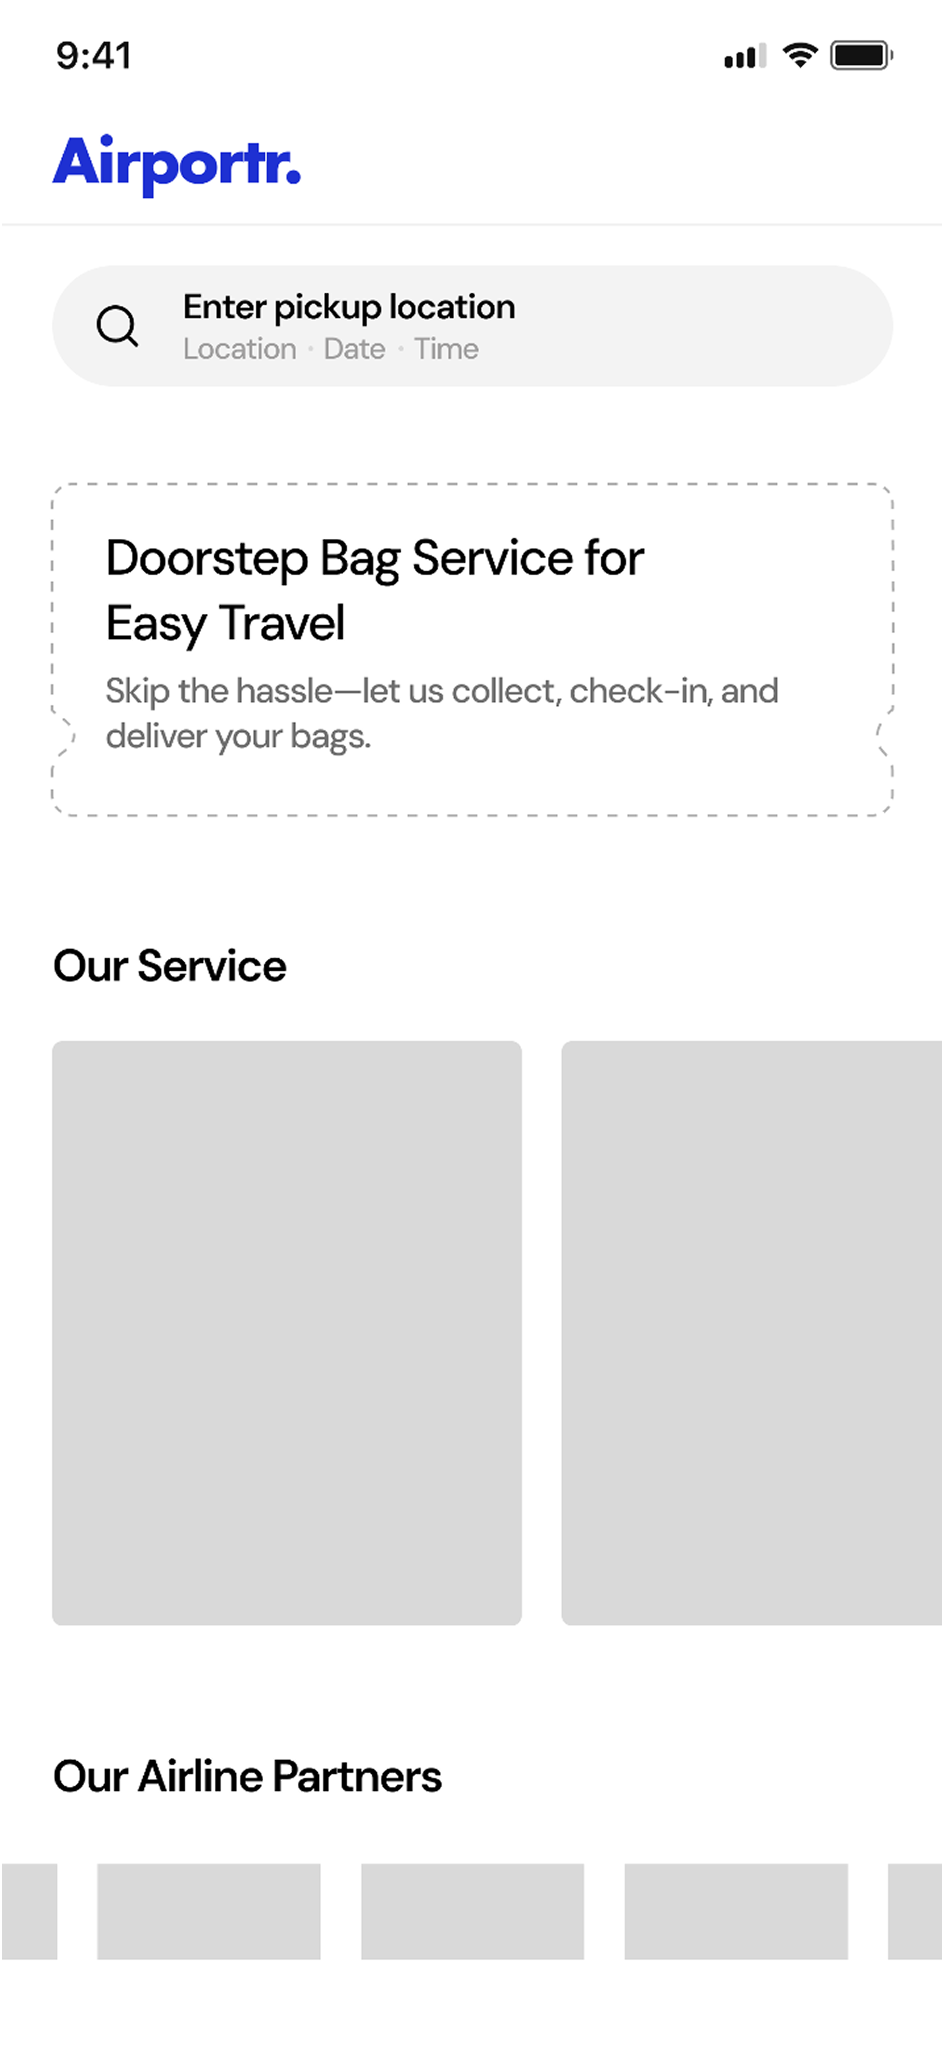 9:41
Airportr.
Enter pickup location
Location · Date · Time
Doorstep Bag Service for
Easy Travel
Skip the hassle—let us collect, check-in, and
deliver your bags.
Our Service
Our Airline Partners